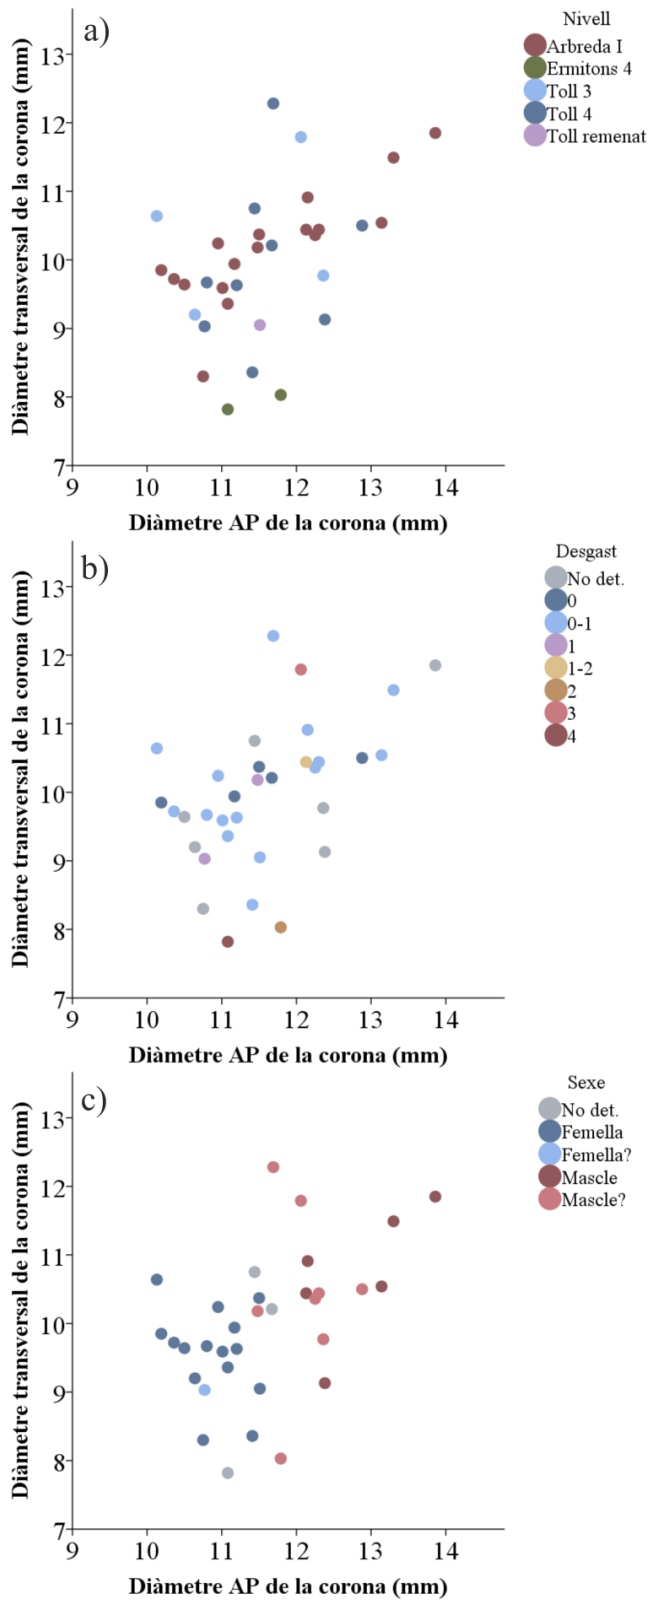 a)
Nivell
Arbreda I
Ermitons 4
Toll 3
Toll 4
Toll remenat
Diàmetre transversal de la corona (mm)
13
12
11
10
9
8
7
9 10 11 12 13 14
Diàmetre AP de la corona (mm)
b)
Desgast
No det.
0
0-1
1
1-2
2
3
4
Diàmetre transversal de la corona (mm)
13
12
11
10
9
8
7
9 10 11 12 13 14
Diàmetre AP de la corona (mm)
c)
Sexe
No det.
Femella
Femella?
Mascle
Mascle?
Diàmetre transversal de la corona (mm)
13
12
11
10
9
8
7
9 10 11 12 13 14
Diàmetre AP de la corona (mm)